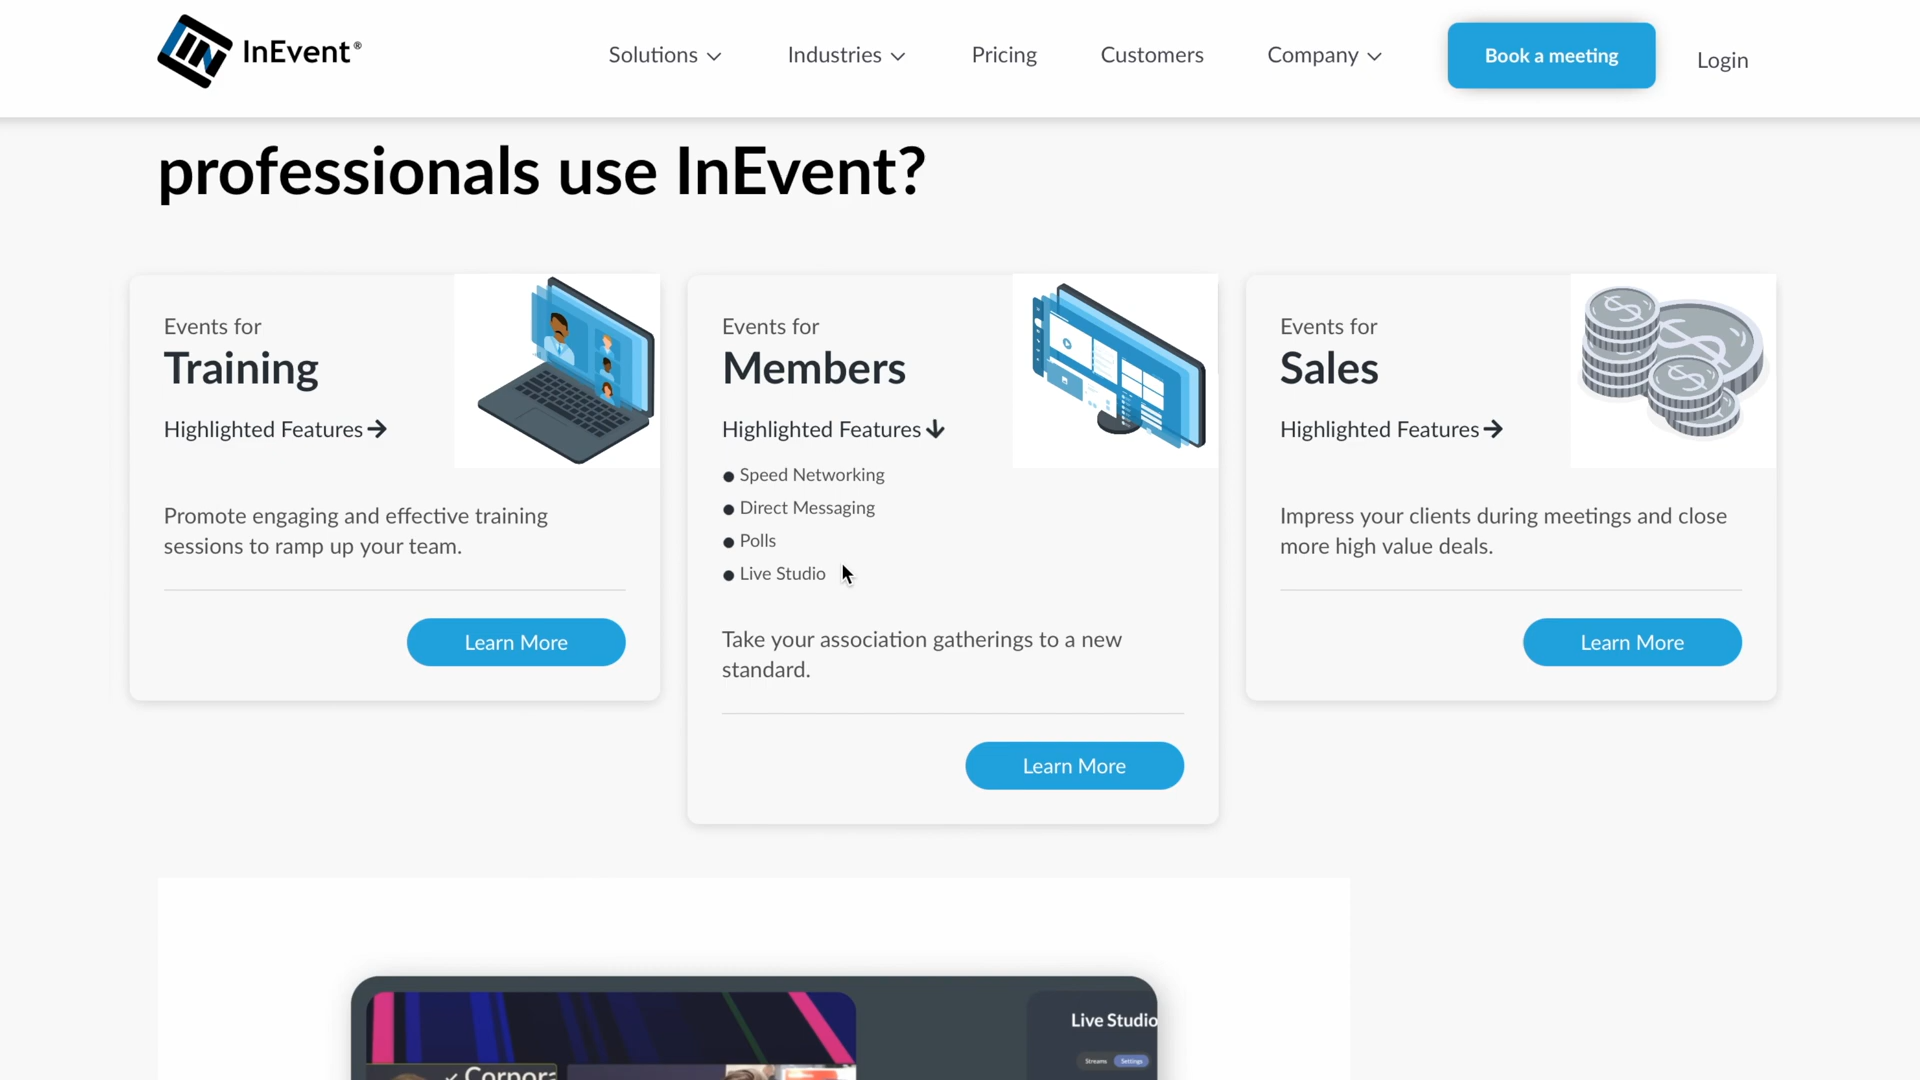 InEvent®
Solutions
Industries
Pricing
Customers
Company
Book a meeting
Login
professionals use InEvent?
Events for
Training
Highlighted Features
Promote engaging and effective training
sessions to ramp up your team.
Learn More
Events for
Members
Highlighted Features
Speed Networking
Direct Messaging
Polls
Live Studio
Take your association gatherings to a new
standard.
Learn More
Events for
Sales
Highlighted Features
Impress your clients during meetings and close
more high value deals.
Learn More
Live Studio
Streams Settings